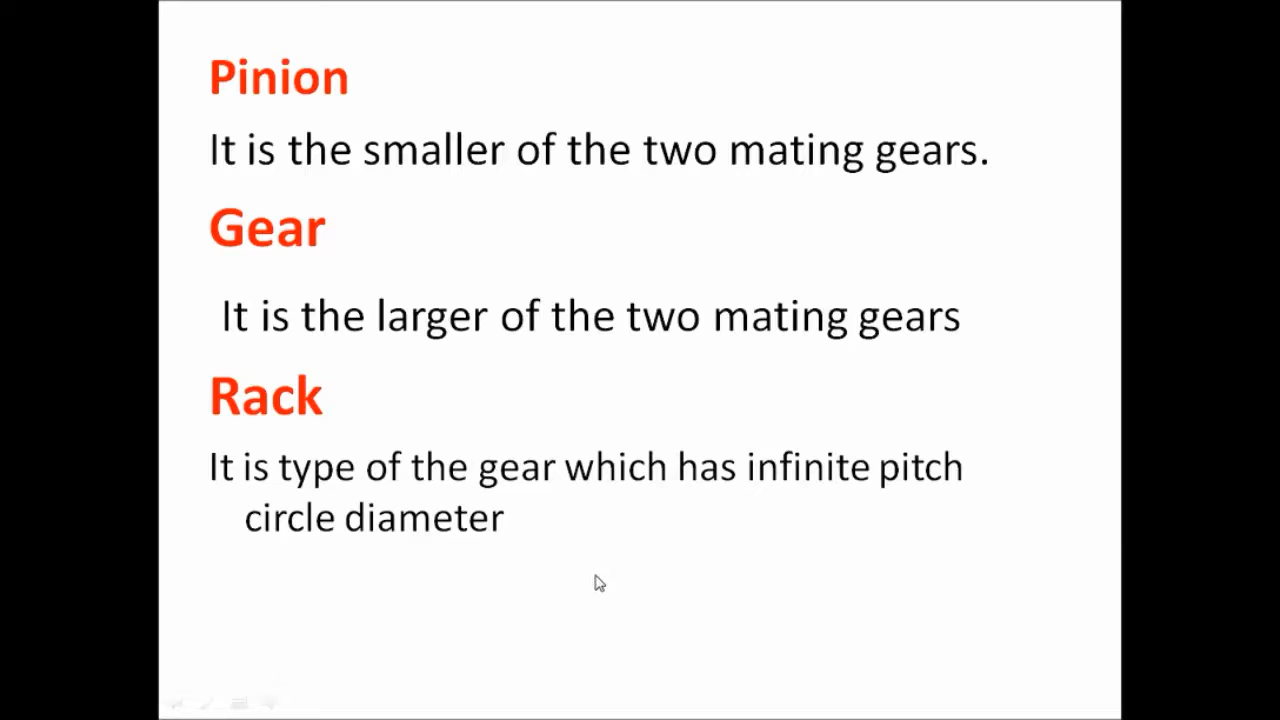 Pinion
It is the smaller of the two mating gears.
Gear
It is the larger of the two mating gears
Rack
It is type of the gear which has infinite pitch
circle diameter